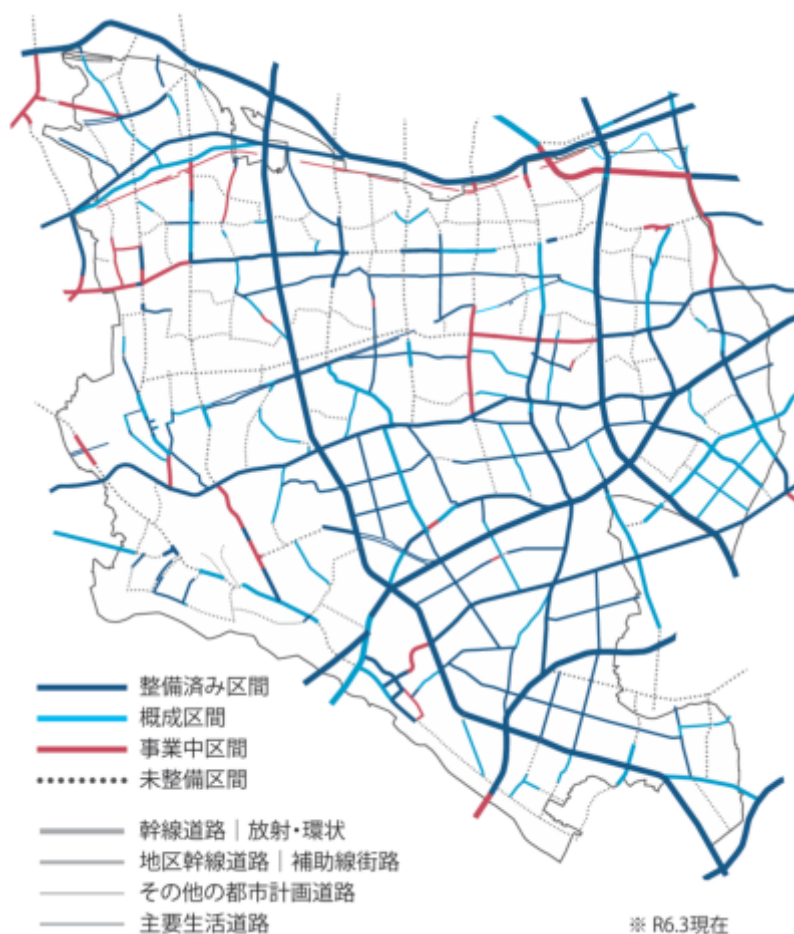 整備済み区間
概成区間
事業中区間
未整備区間
幹線道路｜放射・環状
地区幹線道路｜補助線街路
その他の都市計画道路
主要生活道路
※ R6.3現在